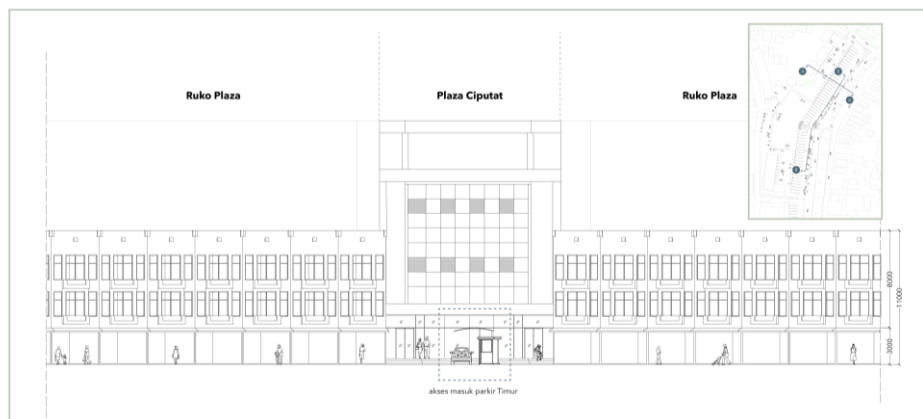 Ruko Plaza
Plaza Ciputat
Ruko Plaza
8000
11000
3000
akses masuk parkir Timur